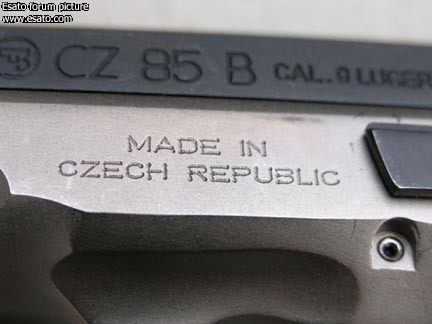 Esato forum picture
www.esato.com
CZ 85 B CAL. 9 LUGER
MADE IN
CZECH REPUBLIC